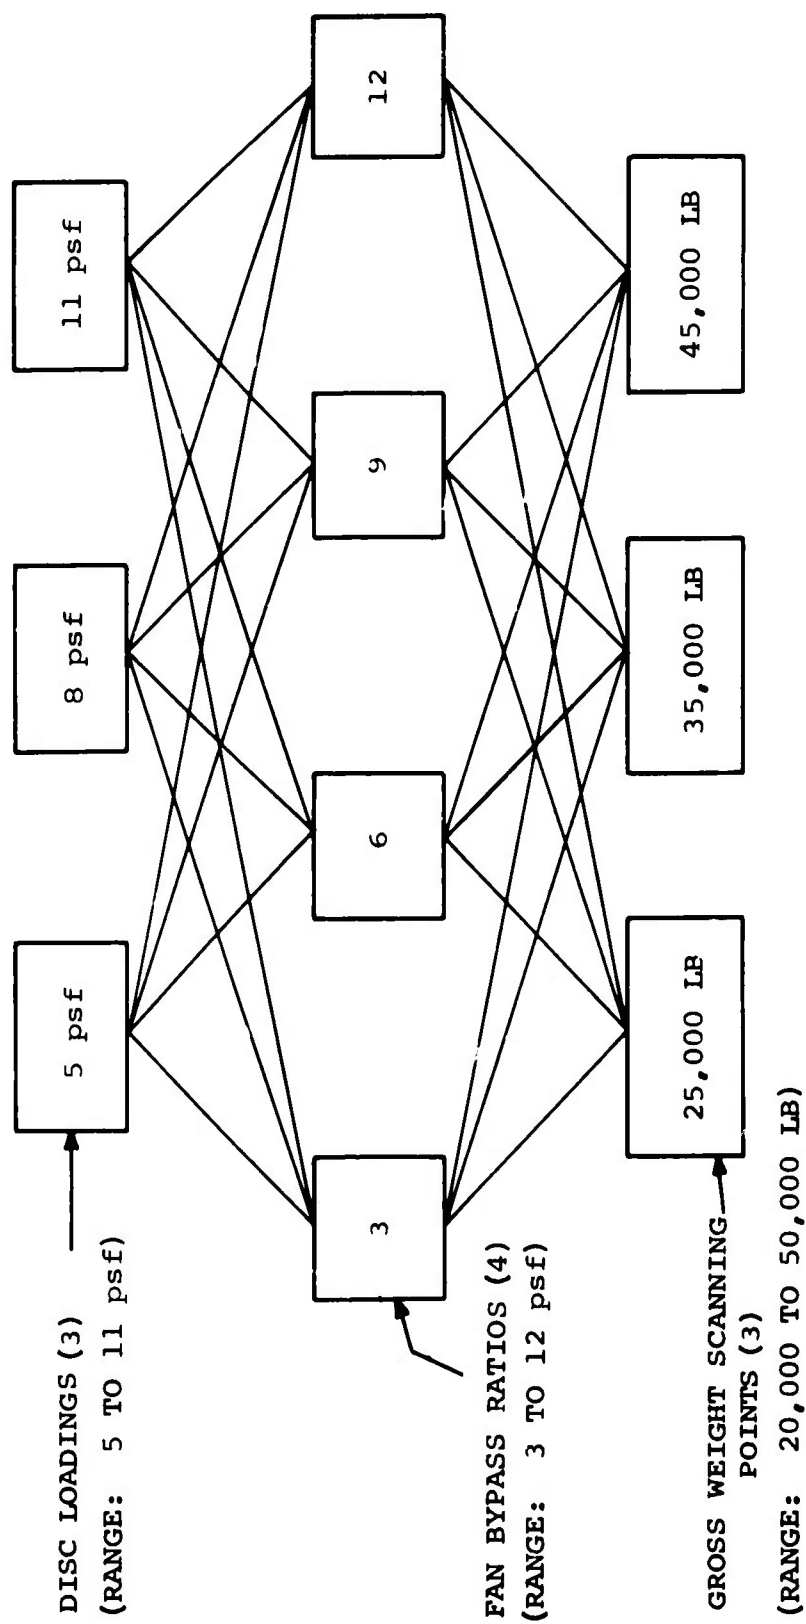 DISC LOADINGS (3)
(RANGE: 5 TO 11 psf)
5 psf
8 psf
11 psf
FAN BYPASS RATIOS (4)
(RANGE: 3 TO 12 psf)
3
6
9
12
GROSS WEIGHT SCANNING
POINTS (3)
(RANGE: 20,000 TO 50,000 LB)
25,000 LB
35,000 LB
45,000 LB